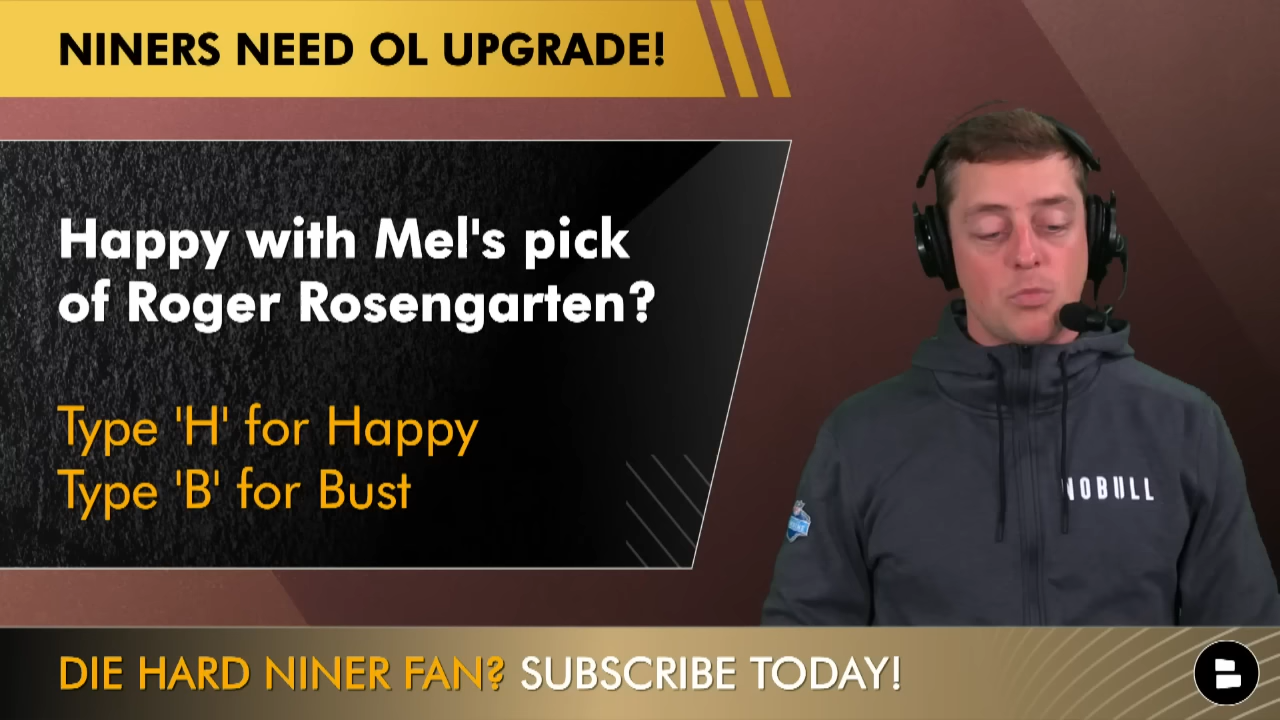 NINERS NEED OL UPGRADE!
Happy with Mel's pick
of Roger Rosengarten?
Type 'H' for Happy
Type 'B' for Bust
NOBULL
DIE HARD NINER FAN? SUBSCRIBE TODAY!